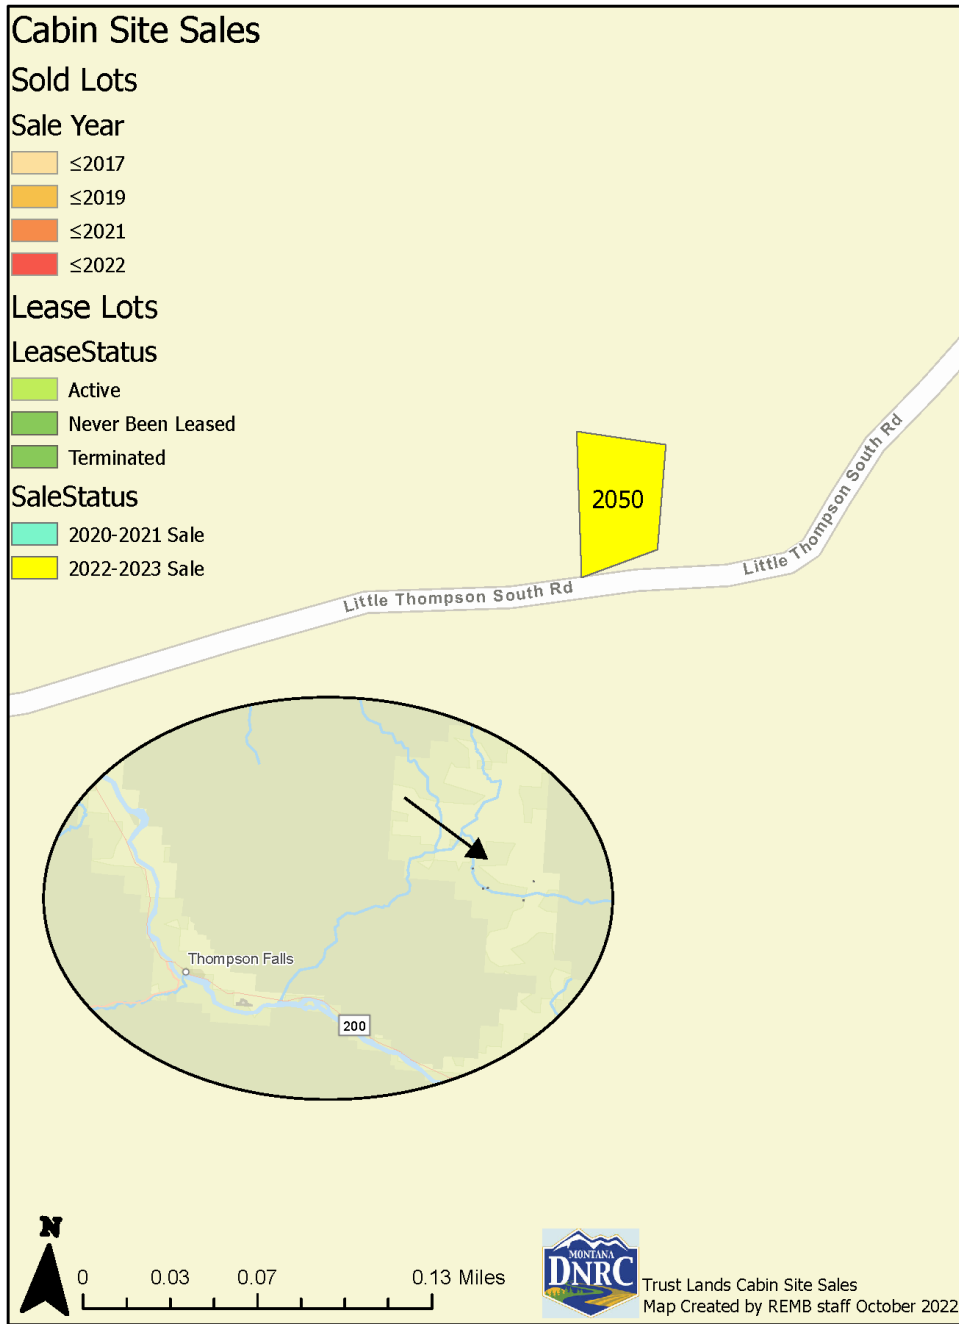 Cabin Site Sales
Sold Lots
Sale Year
≤2017
≤2019
≤2021
≤2022
Lease Lots
LeaseStatus
Active
Never Been Leased
Terminated
SaleStatus
2020-2021 Sale
2022-2023 Sale
2050
Little Thompson South Rd
Little Thompson South Rd
Thompson Falls
200
N
0 0.03 0.07 0.13 Miles
MONTANA
DNRC
Trust Lands Cabin Site Sales
Map Created by REMB staff October 2022